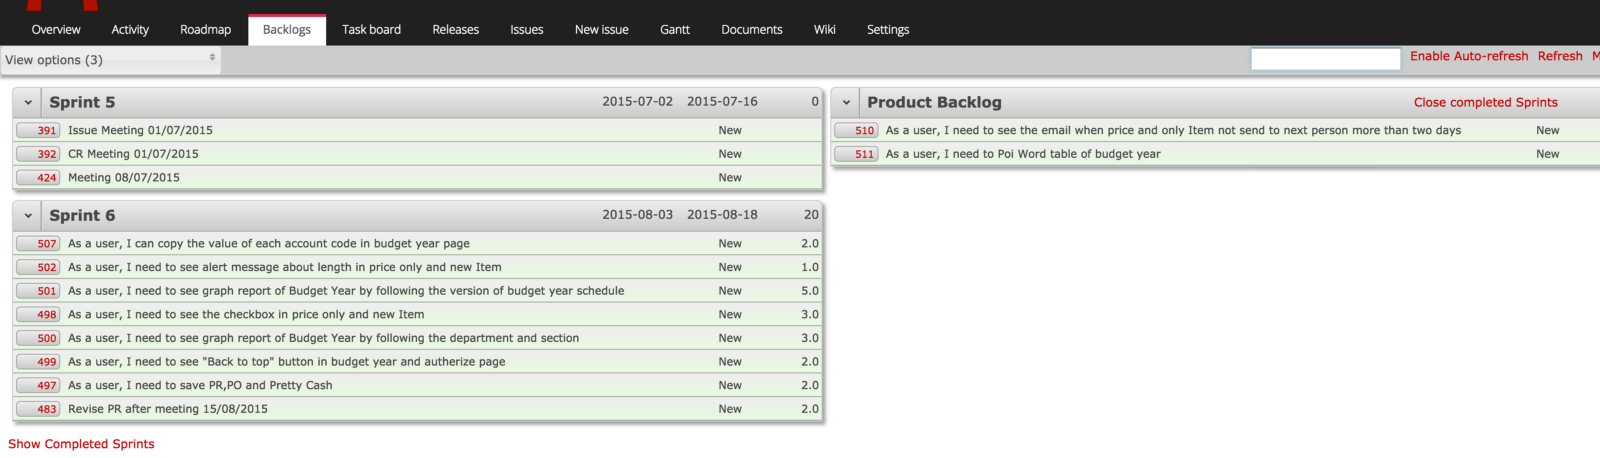 Overview Activity Roadmap Backlogs Task board Releases Issues New issue Gantt Documents Wiki Settings
View options (3) Enable Auto-refresh Refresh
Sprint 5 2015-07-02 2015-07-16 0
391 Issue Meeting 01/07/2015 New
392 CR Meeting 01/07/2015 New
424 Meeting 08/07/2015 New
Sprint 6 2015-08-03 2015-08-18 20
507 As a user, I can copy the value of each account code in budget year page New 2.0
502 As a user, I need to see alert message about length in price only and new Item New 1.0
501 As a user, I need to see graph report of Budget Year by following the version of budget year schedule New 5.0
498 As a user, I need to see the checkbox in price only and new Item New 3.0
500 As a user, I need to see graph report of Budget Year by following the department and section New 3.0
499 As a user, I need to see "Back to top" button in budget year and autherize page New 2.0
497 As a user, I need to save PR,PO and Pretty Cash New 2.0
483 Revise PR after meeting 15/08/2015 New 2.0
Show Completed Sprints
Product Backlog Close completed Sprints
510 As a user, I need to see the email when price and only Item not send to next person more than two days New
511 As a user, I need to Poi Word table of budget year New